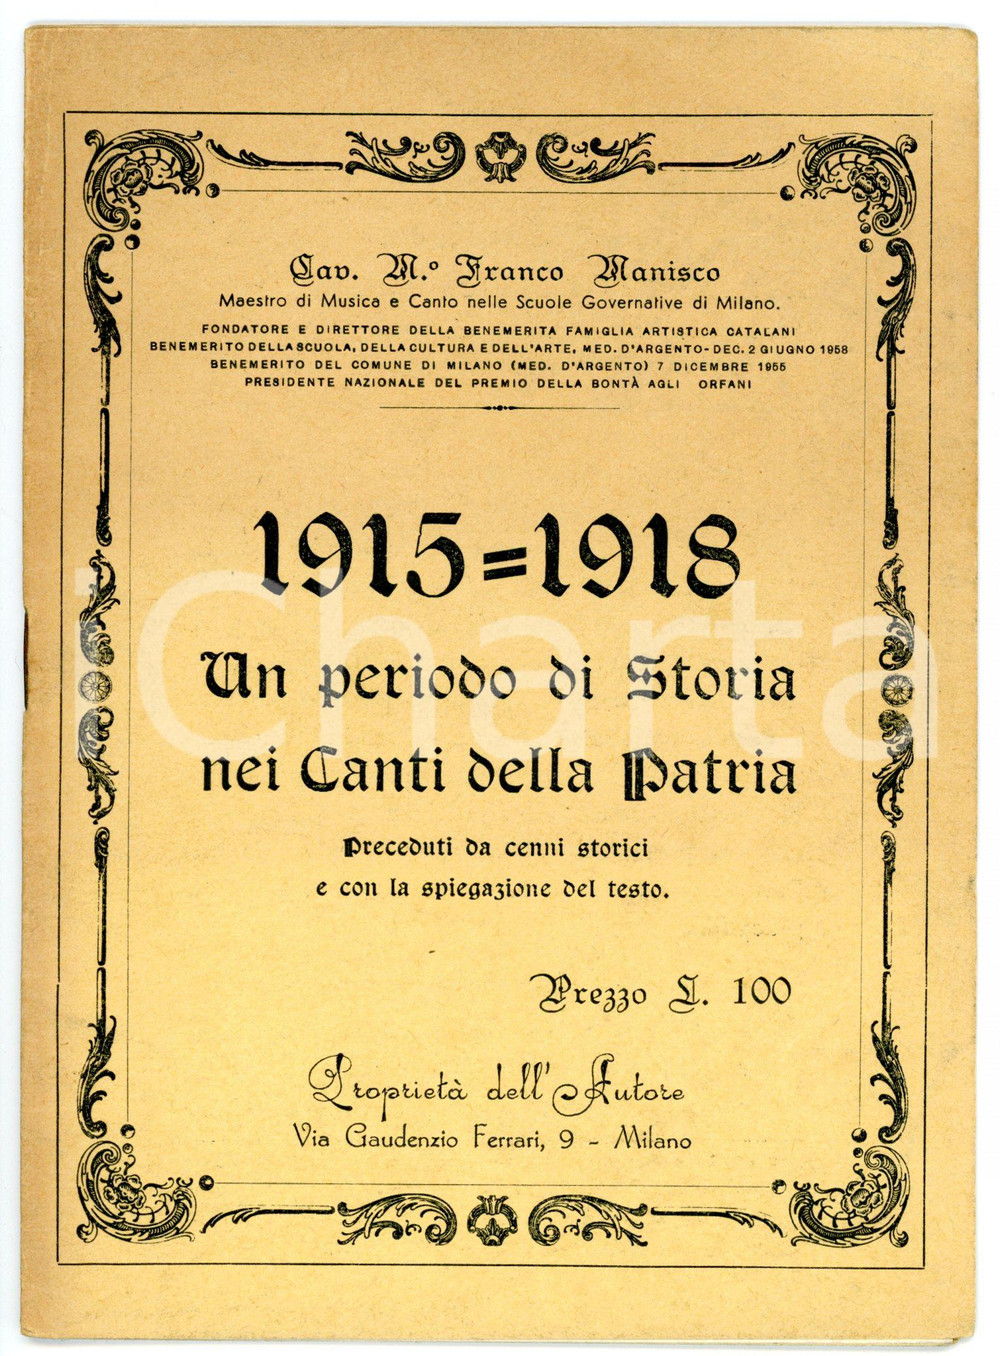 Cav. M.º Franco Manisco
Maestro di Musica e Canto nelle Scuole Governative di Milano.
FONDATORE E DIRETTORE DELLA BENEMERITA FAMIGLIA ARTISTICA CATALANI
BENEMERITO DELLA SCUOLA, DELLA CULTURA E DELL'ARTE, MED. D'ARGENTO - DEC. 2 GIUGNO 1958
BENEMERITO DEL COMUNE DI MILANO (MED. D'ARGENTO) 7 DICEMBRE 1955
PRESIDENTE NAZIONALE DEL PREMIO DELLA BONTÀ AGLI ORFANI
1915=1918
Un periodo di Storia
nei Canti della Patria
Preceduti da cenni storici
e con la spiegazione del testo.
Prezzo L. 100
Proprietà dell'Autore
Via Gaudenzio Ferrari, 9 - Milano
iCharta